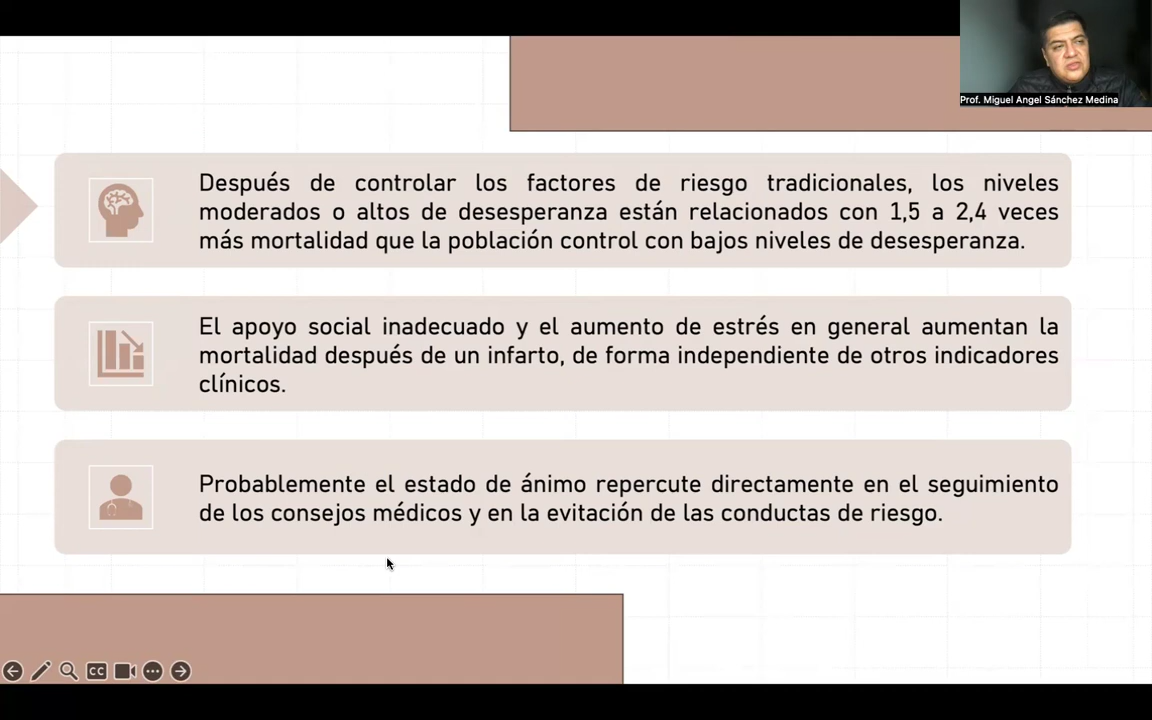 Prof. Miguel Angel Sánchez Medina
Después de controlar los factores de riesgo tradicionales, los niveles
moderados o altos de desesperanza están relacionados con 1,5 a 2,4 veces
más mortalidad que la población control con bajos niveles de desesperanza.
El apoyo social inadecuado y el aumento de estrés en general aumentan la
mortalidad después de un infarto, de forma independiente de otros indicadores
clínicos.
Probablemente el estado de ánimo repercute directamente en el seguimiento
de los consejos médicos y en la evitación de las conductas de riesgo.
CC